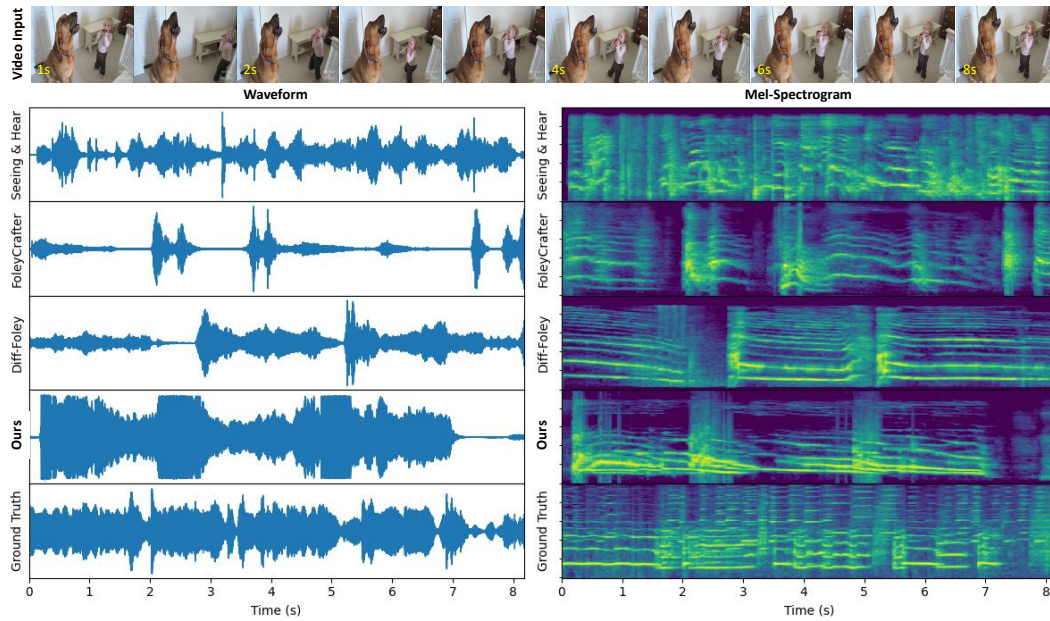 Video Input
1s
2s
4s
6s
8s
Waveform
Mel-Spectrogram
Seeing & Hear
Seeing & Hear
FoleyCrafter
FoleyCrafter
Diff-Foley
Diff-Foley
Ours
Ours
Ground Truth
Ground Truth
0 1 2 3 4 5 6 7 8
0 1 2 3 4 5 6 7 8
Time (s)
Time (s)